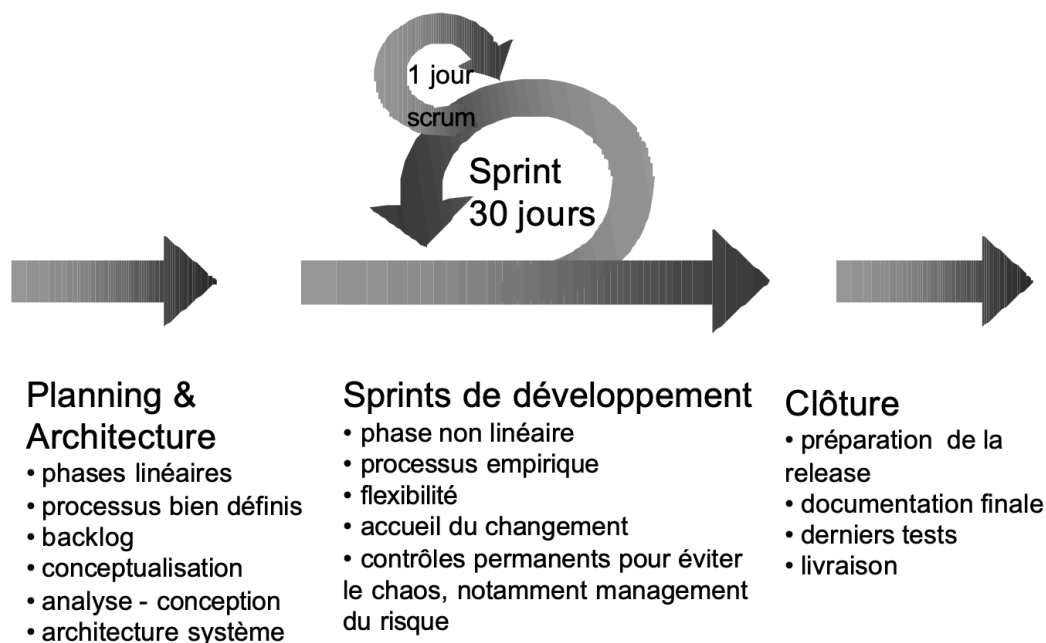 1 jour
scrum
Sprint
30 jours
Planning &
Architecture
• phases linéaires
• processus bien définis
• backlog
• conceptualisation
• analyse - conception
• architecture système
Sprints de développement
• phase non linéaire
• processus empirique
• flexibilité
• accueil du changement
• contrôles permanents pour éviter
le chaos, notamment management
du risque
Clôture
• préparation de la
release
• documentation finale
• derniers tests
• livraison